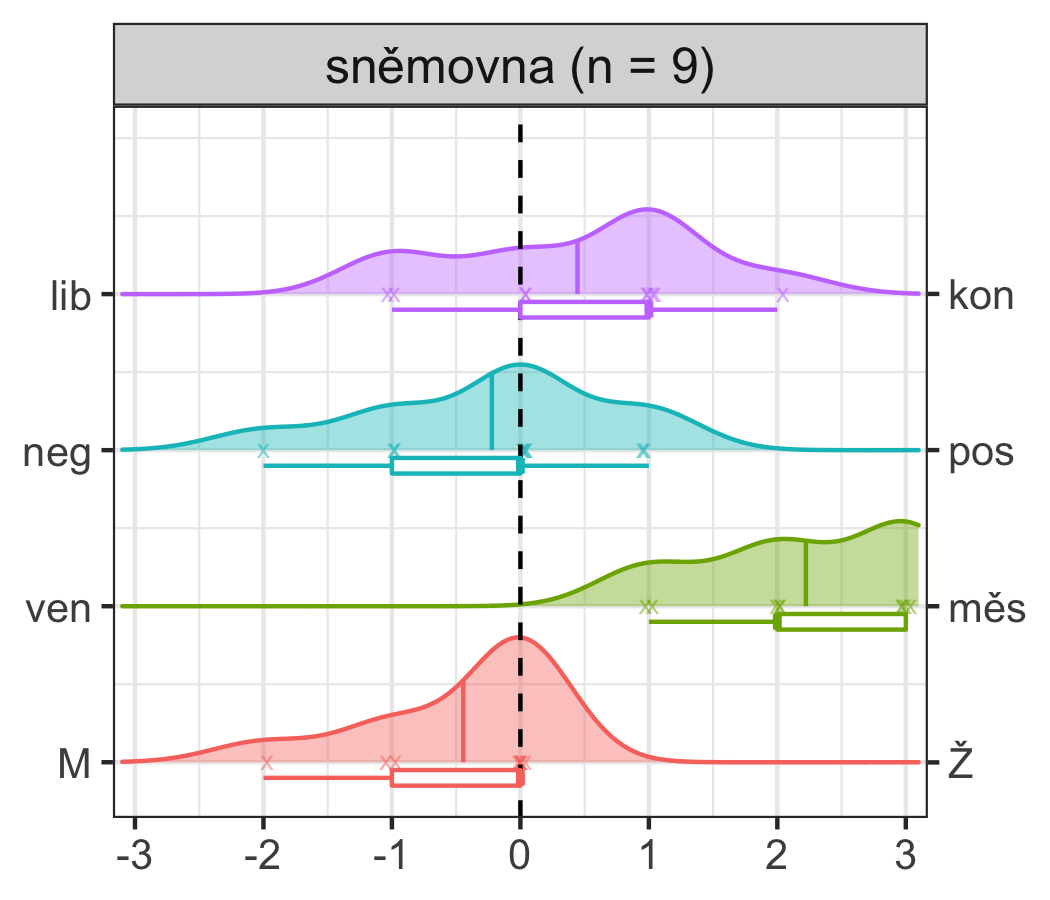 sněmovna (n = 9)
lib kon
neg pos
ven měs
M Ž
-3 -2 -1 0 1 2 3